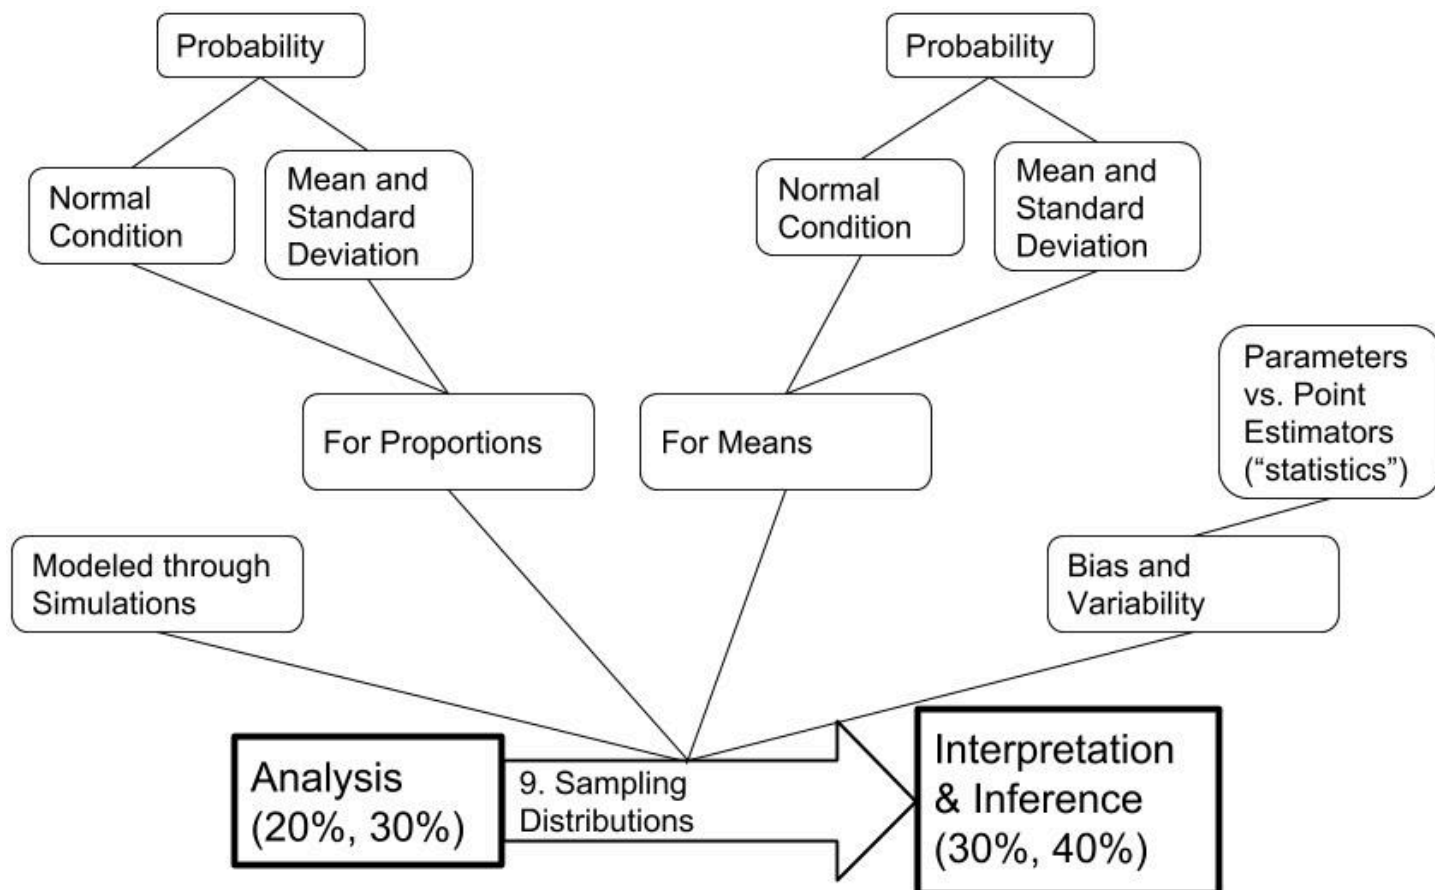 Probability
Probability
Normal
Condition
Mean and
Standard
Deviation
Normal
Condition
Mean and
Standard
Deviation
Parameters
vs. Point
Estimators
(“statistics”)
For Proportions
For Means
Modeled through
Simulations
Bias and
Variability
Analysis
(20%, 30%)
9. Sampling
Distributions
Interpretation
& Inference
(30%, 40%)